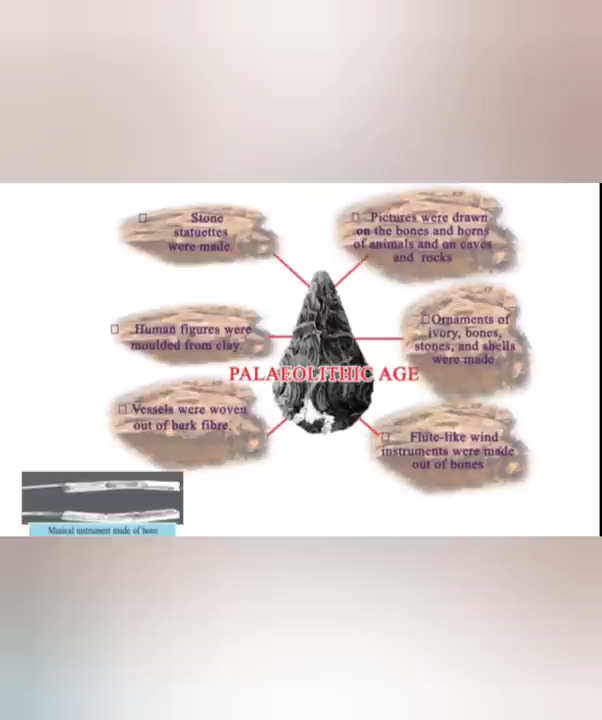 Stone
statuettes
were made.
Pictures were drawn
on the bones and horns
of animals and on caves
and rocks
Human figures were
moulded from clay.
Ornaments of
ivory, bones,
stones, and shells
were made.
PALAEOLITHIC AGE
Vessels were woven
out of bark fibre.
Flute-like wind
instruments were made
out of bones
Musical instrument made of bone